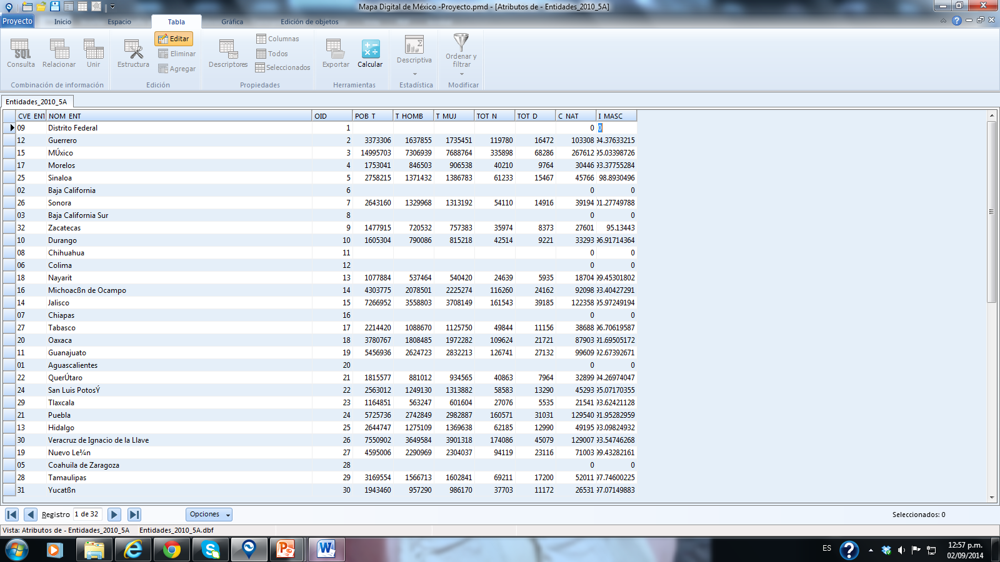 Mapa Digital de México -Proyecto.pmd - [Atributos de - Entidades_2010_5A]
Proyecto Inicio Espacio Tabla Gráfica Edición de objetos
Consulta Relacionar Unir
Combinación de información
Estructura Editar Eliminar Agregar
Edición
Descriptores Columnas Todos Seleccionados
Propiedades
Exportar Calcular
Herramientas
Descriptiva
Estadística
Ordenar y filtrar
Modificar
Entidades_2010_5A
CVE_ENT NOM_ENT OID POB_T T_HOMB T_MUJ TOT_N TOT_D C_NAT I_MASC
09 Distrito Federal 1 0 0
12 Guerrero 2 3373306 1637855 1735451 119780 16472 103308 94.37633215
15 MÚxico 3 14995703 7306939 7688764 335898 68286 267612 95.03398726
17 Morelos 4 1753041 846503 906538 40210 9764 30446 93.37755284
25 Sinaloa 5 2758215 1371432 1386783 61233 15467 45766 98.8930496
02 Baja California 6 0 0
26 Sonora 7 2643160 1329968 1313192 54110 14916 39194 01.27749788
03 Baja California Sur 8 0 0
32 Zacatecas 9 1477915 720532 757383 35974 8373 27601 95.13443
10 Durango 10 1605304 790086 815218 42514 9221 33293 96.91714364
08 Chihuahua 11 0 0
06 Colima 12 0 0
18 Nayarit 13 1077884 537464 540420 24639 5935 18704 99.45301802
16 Michoacßn de Ocampo 14 4303775 2078501 2225274 116260 24162 92098 93.40427291
14 Jalisco 15 7266952 3558803 3708149 161543 39185 122358 95.97249194
07 Chiapas 16 0 0
27 Tabasco 17 2214420 1088670 1125750 49844 11156 38688 96.70619587
20 Oaxaca 18 3780767 1808485 1972282 109624 21721 87903 91.69505172
11 Guanajuato 19 5456936 2624723 2832213 126741 27132 99609 92.67392671
01 Aguascalientes 20 0 0
22 QuerÚtaro 21 1815577 881012 934565 40863 7964 32899 94.26974047
24 San Luis PotosÝ 22 2563012 1249130 1313882 58583 13290 45293 95.07170355
29 Tlaxcala 23 1164851 563247 601604 27076 5535 21541 93.62421128
21 Puebla 24 5725736 2742849 2982887 160571 31031 129540 91.95282959
13 Hidalgo 25 2644747 1275109 1369638 62185 12990 49195 93.09824932
30 Veracruz de Ignacio de la Llave 26 7550902 3649584 3901318 174086 45079 129007 93.54746268
19 Nuevo Le¾n 27 4595006 2290969 2304037 94119 23116 71003 99.43282161
05 Coahuila de Zaragoza 28 0 0
28 Tamaulipas 29 3169554 1566713 1602841 69211 17200 52011 97.74600225
31 Yucatßn 30 1943460 957290 986170 37703 11172 26531 97.07149883
Registro 1 de 32 Opciones Seleccionados: 0
Vista: Atributos de - Entidades_2010_5A Entidades_2010_5A.dbf
ES 12:57 p.m.
02/09/2014